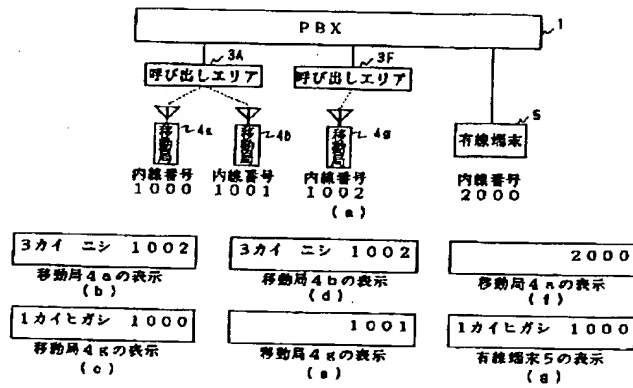 PBX
1
3A
3F
呼び出しエリア
呼び出しエリア
4a
4b
4g
5
移動局
移動局
移動局
有線端末
内線番号
内線番号
内線番号
内線番号
1000
1001
1002
2000
(a)
3カイ ニシ 1002
3カイ ニシ 1002
2000
移動局4aの表示
移動局4bの表示
移動局4aの表示
(b)
(d)
(f)
1カイヒガシ 1000
1001
1カイヒガシ 1000
移動局4gの表示
移動局4gの表示
有線端末5の表示
(c)
(e)
(g)